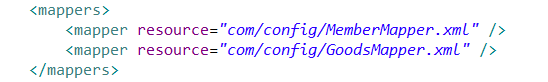 <mappers>
    <mapper resource="com/config/MemberMapper.xml" />
    <mapper resource="com/config/GoodsMapper.xml" />
</mappers>